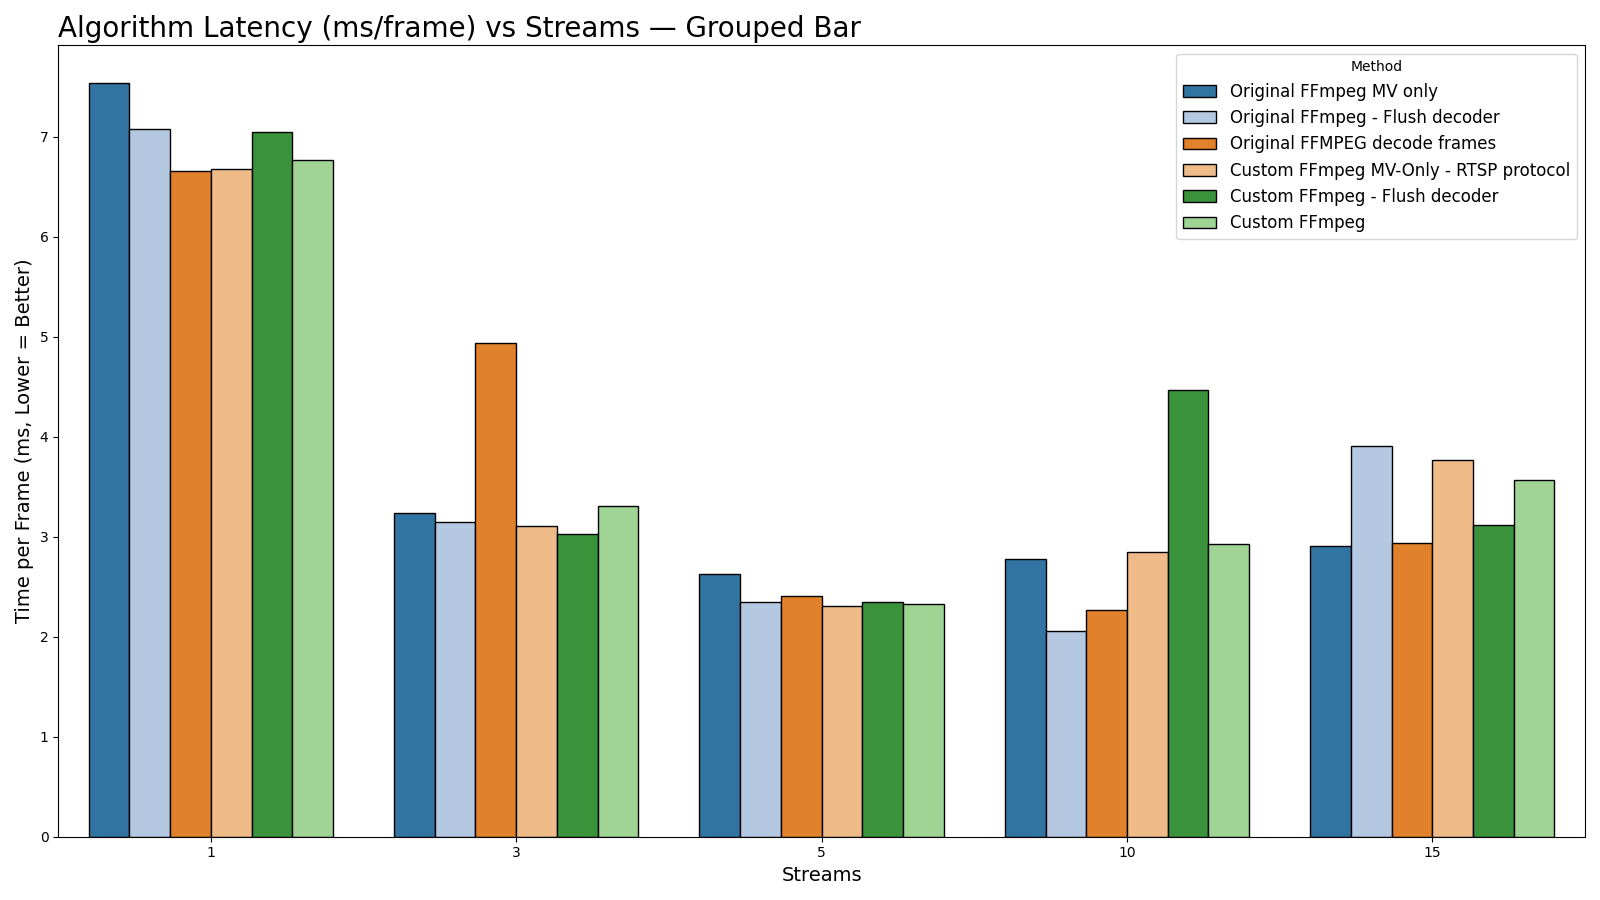 Algorithm Latency (ms/frame) vs Streams — Grouped Bar
Method
Original FFmpeg MV only
Original FFmpeg - Flush decoder
Original FFMPEG decode frames
Custom FFmpeg MV-Only - RTSP protocol
Custom FFmpeg - Flush decoder
Custom FFmpeg
Time per Frame (ms, Lower = Better)
7
6
5
4
3
2
1
0
1
3
5
10
15
Streams